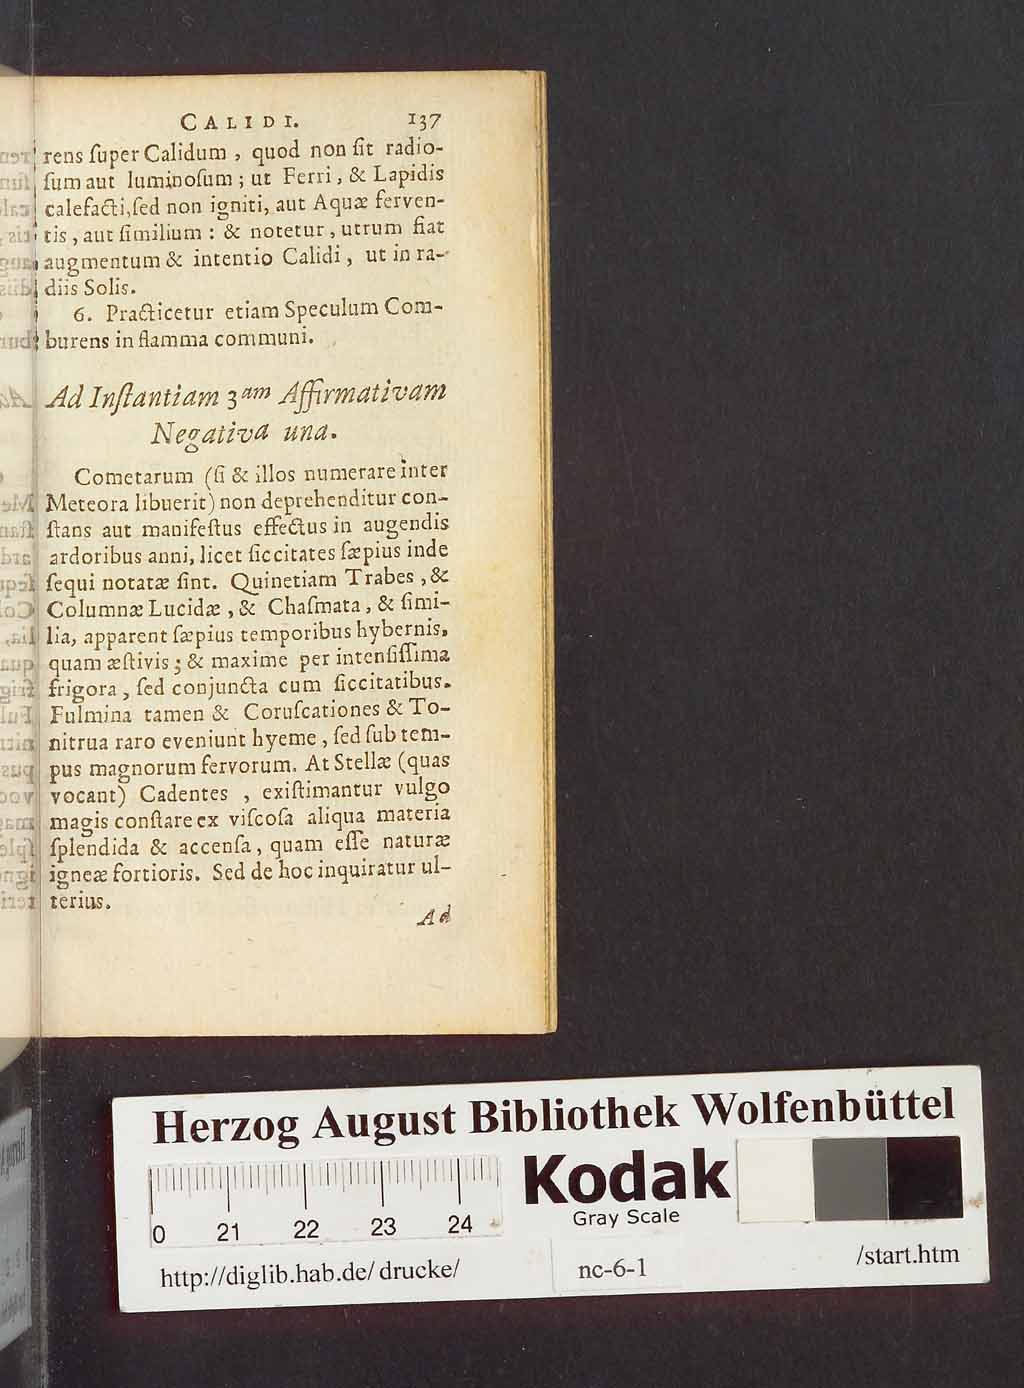 CALIDI. 137
rens ſuper Calidum , quod non ſit radio-
ſum aut luminoſum ; ut Ferri , & Lapidis
calefacti,ſed non igniti, aut Aquæ ferven-
tis , aut ſimilium : & notetur , utrum fiat
augmentum & intentio Calidi , ut in ra-
diis Solis.
6. Practicetur etiam Speculum Com-
burens in flamma communi.
Ad Inſtantiam 3am Affirmativam
Negativa una.
Cometarum (ſi & illos numerare inter
Meteora libuerit) non deprehenditur con-
ſtans aut manifeſtus effectus in augendis
ardoribus anni, licet ſiccitates ſæpius inde
ſequi notatæ ſint. Quinetiam Trabes , &
Columnæ Lucidæ , & Chaſmata , & ſimi-
lia, apparent ſæpius temporibus hybernis,
quam æſtivis ; & maxime per intenſiſſima
frigora , ſed conjuncta cum ſiccitatibus.
Fulmina tamen & Coruſcationes & To-
nitrua raro eveniunt hyeme , ſed ſub tem-
pus magnorum fervorum. At Stellæ (quas
vocant) Cadentes , exiſtimantur vulgo
magis conſtare ex viſcoſa aliqua materia
ſplendida & accenſa, quam eſſe naturæ
igneæ fortioris. Sed de hoc inquiratur ul-
terius.
Ad
Herzog August Bibliothek Wolfenbüttel
Kodak
Gray Scale
0 21 22 23 24
http://diglib.hab.de/drucke/ nc-6-1 /start.htm